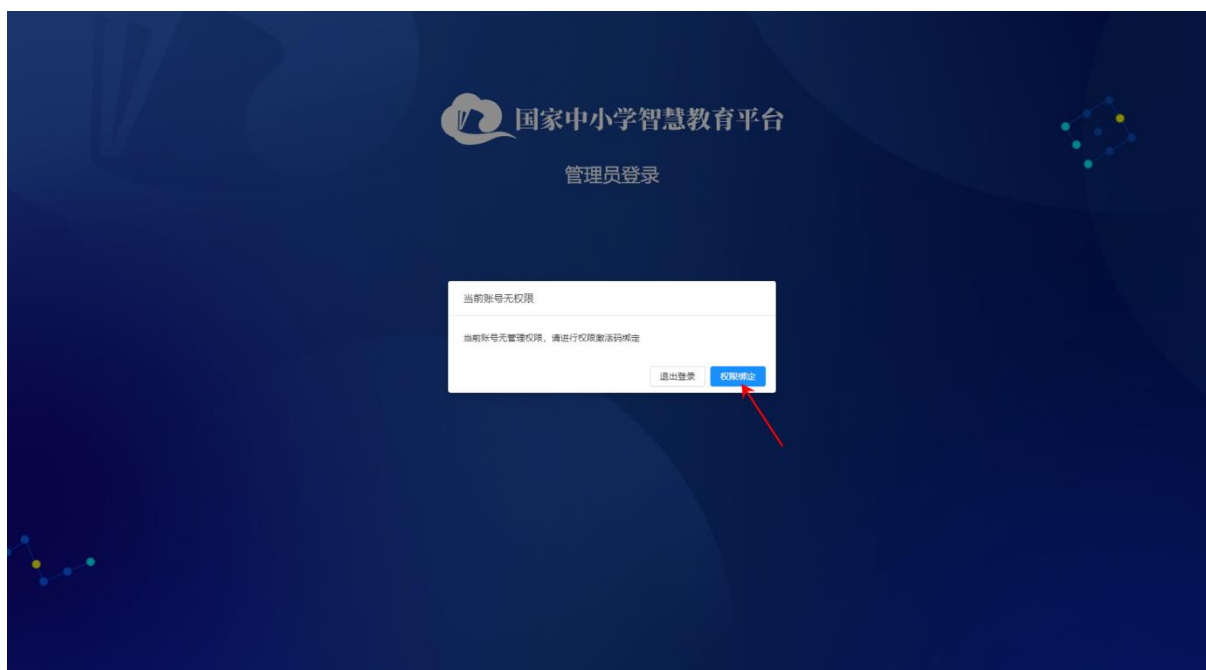 国家中小学智慧教育平台
管理员登录
当前账号无权限
当前账号无管理权限，请进行权限激活码绑定
退出登录
权限绑定